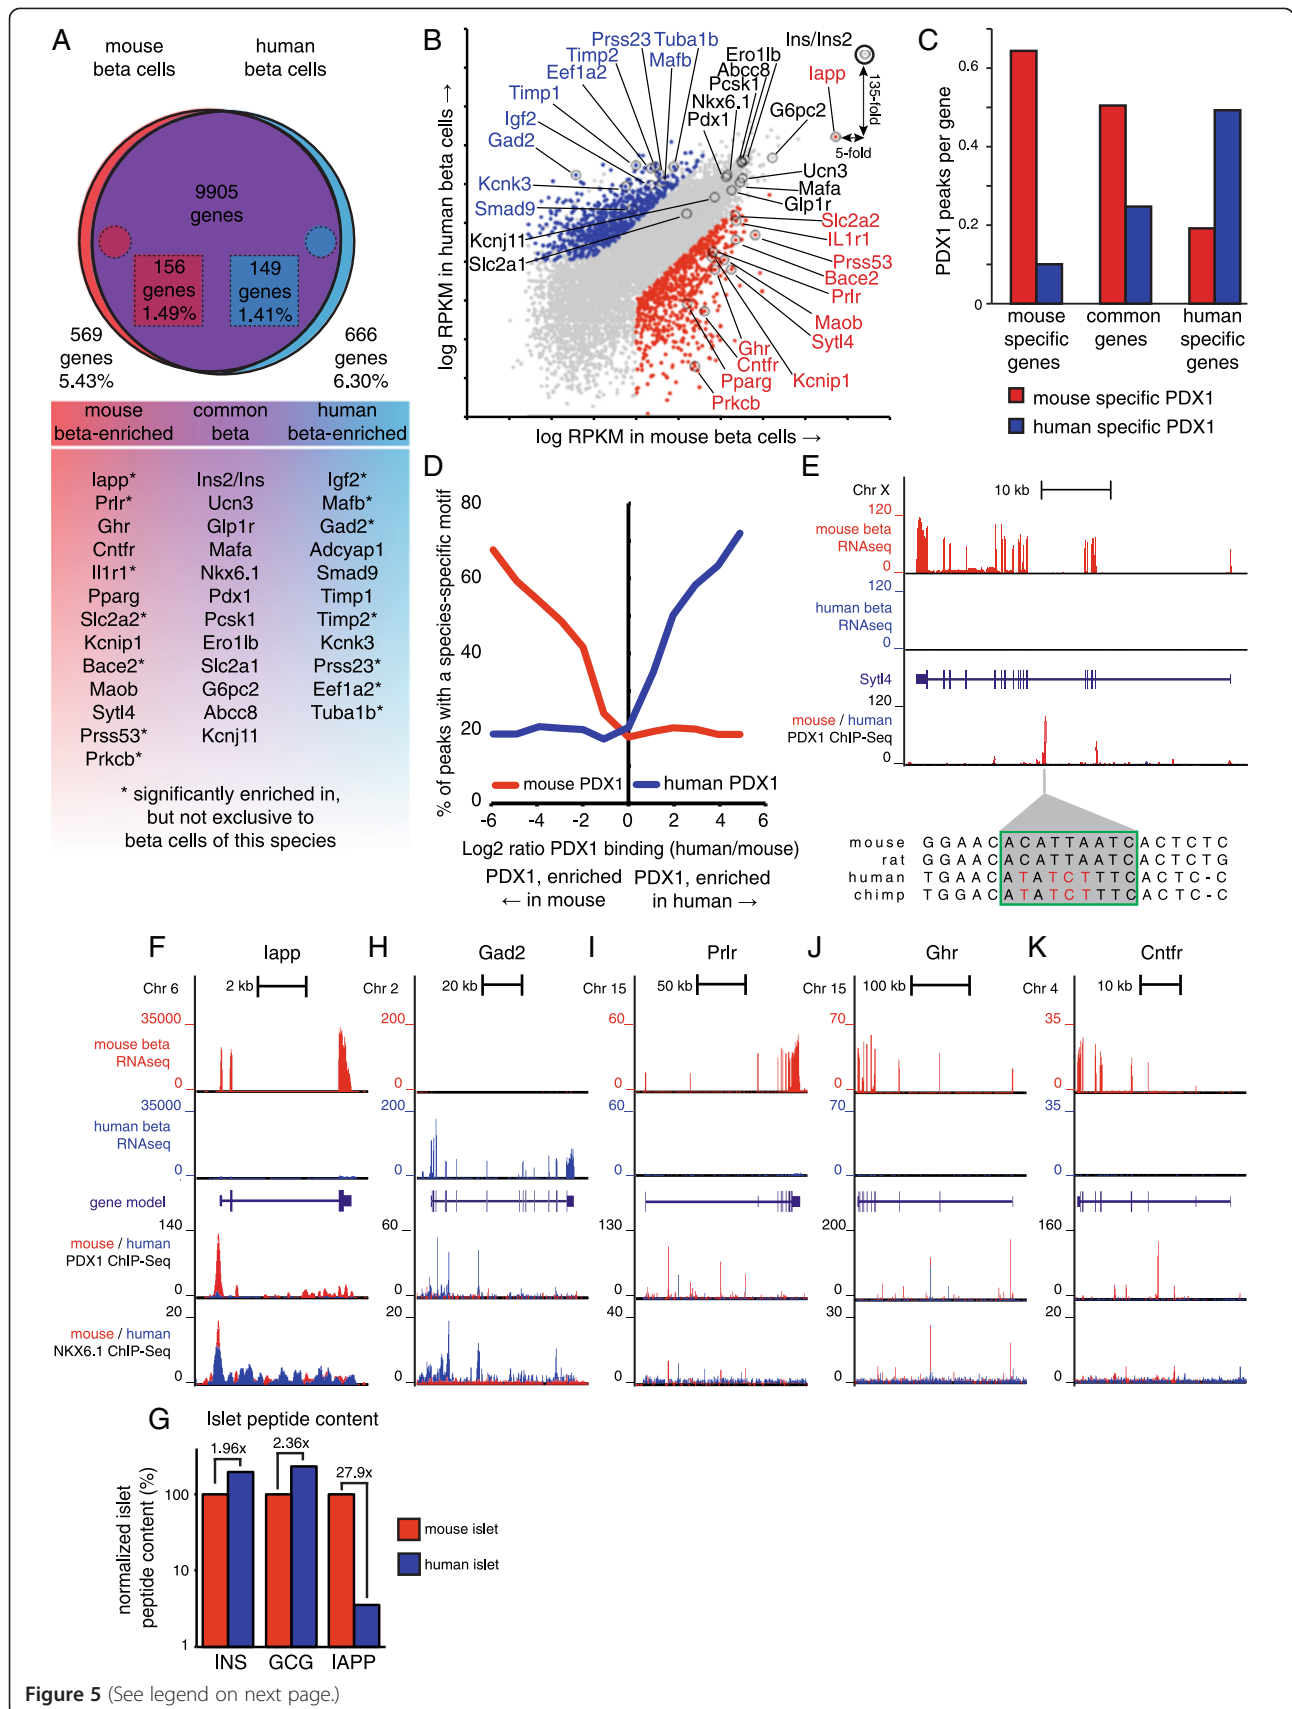 A
mouse
beta cells
human
beta cells
9905
genes
156
genes
1.49%
149
genes
1.41%
569
genes
5.43%
666
genes
6.30%
mouse
beta-enriched
common
beta
human
beta-enriched
Iapp*
Prlr*
Ghr
Cntfr
Il1r1*
Pparg
Slc2a2*
Kcnip1
Bace2*
Maob
Sytl4
Prss53*
Prkcb*
Ins2/Ins
Ucn3
Glp1r
Mafa
Nkx6.1
Pdx1
Pcsk1
Ero1lb
Slc2a1
G6pc2
Abcc8
Kcnj11
Igf2*
Mafb*
Gad2*
Adcyap1
Smad9
Timp1
Timp2*
Kcnk3
Prss23*
Eef1a2*
Tuba1b*
* significantly enriched in,
but not exclusive to
beta cells of this species
B
log RPKM in human beta cells →
Prss23 Tuba1b
Timp2 Mafb
Eef1a2
Timp1
Igf2
Gad2
Kcnk3
Smad9
Kcnj11
Slc2a1
Ins/Ins2
Ero1lb
Abcc8
Pcsk1
Nkx6.1
Pdx1
Iapp
G6pc2
135-fold
5-fold
Ucn3
Mafa
Glp1r
Slc2a2
IL1r1
Prss53
Bace2
Prlr
Maob
Sytl4
Ghr
Cntfr
Pparg
Kcnip1
Prkcb
log RPKM in mouse beta cells →
C
PDX1 peaks per gene
0.6
0.4
0.2
0
mouse
specific
genes
common
genes
human
specific
genes
mouse specific PDX1
human specific PDX1
D
% of peaks with a species-specific motif
80
60
40
20
0
mouse PDX1
human PDX1
-6 -4 -2 0 2 4 6
Log2 ratio PDX1 binding (human/mouse)
PDX1, enriched
← in mouse
PDX1, enriched
in human →
E
Chr X
10 kb
120
mouse beta
RNAseq
0
120
human beta
RNAseq
0
Sytl4
120
mouse / human
PDX1 ChIP-Seq
0
mouse G G A A C A C A T T A A T C A C T C T C
rat G G A A C A C A T T A A T C A C T C T G
human T G A A C A T A T C T T T C A C T C - C
chimp T G G A C A T A T C T T T C A C T C - C
F
Iapp
Chr 6
2 kb
35000
mouse beta
RNAseq
0
35000
human beta
RNAseq
0
gene model
140
mouse / human
PDX1 ChIP-Seq
0
20
mouse / human
NKX6.1 ChIP-Seq
0
H
Gad2
Chr 2
20 kb
200
0
200
0
60
0
20
0
I
Prlr
Chr 15
50 kb
60
0
60
0
130
0
40
0
J
Ghr
Chr 15
100 kb
70
0
70
0
200
0
30
0
K
Cntfr
Chr 4
10 kb
35
0
35
0
160
0
20
0
G
Islet peptide content
normalized islet
peptide content (%)
100
10
1
1.96x
2.36x
27.9x
INS
GCG
IAPP
mouse islet
human islet
Figure 5 (See legend on next page.)